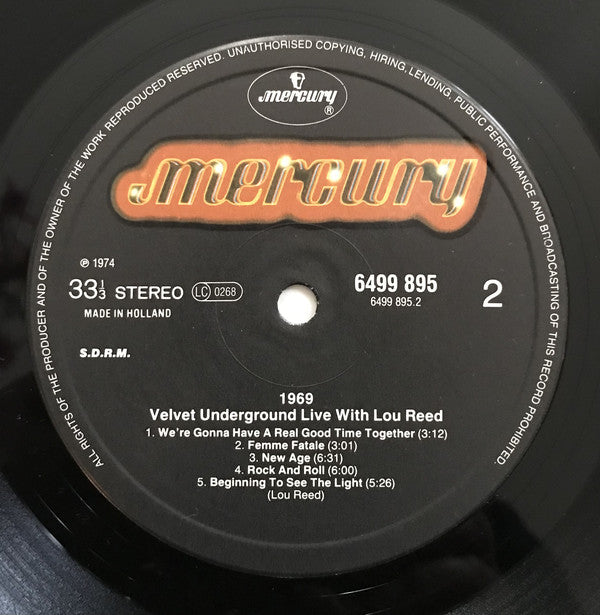 ALL RIGHTS OF THE PRODUCER AND OF THE OWNER OF THE WORK REPRODUCED RESERVED. UNAUTHORISED COPYING, HIRING, LENDING, PUBLIC PERFORMANCE AND BROADCASTING OF THIS RECORD PROHIBITED.
mercury
®
mercury
℗ 1974
33⅓ STEREO LC 0268
MADE IN HOLLAND
6499 895
6499 895.2
2
S.D.R.M.
1969
Velvet Underground Live With Lou Reed
1. We're Gonna Have A Real Good Time Together (3:12)
2. Femme Fatale (3:01)
3. New Age (6:31)
4. Rock And Roll (6:00)
5. Beginning To See The Light (5:26)
(Lou Reed)